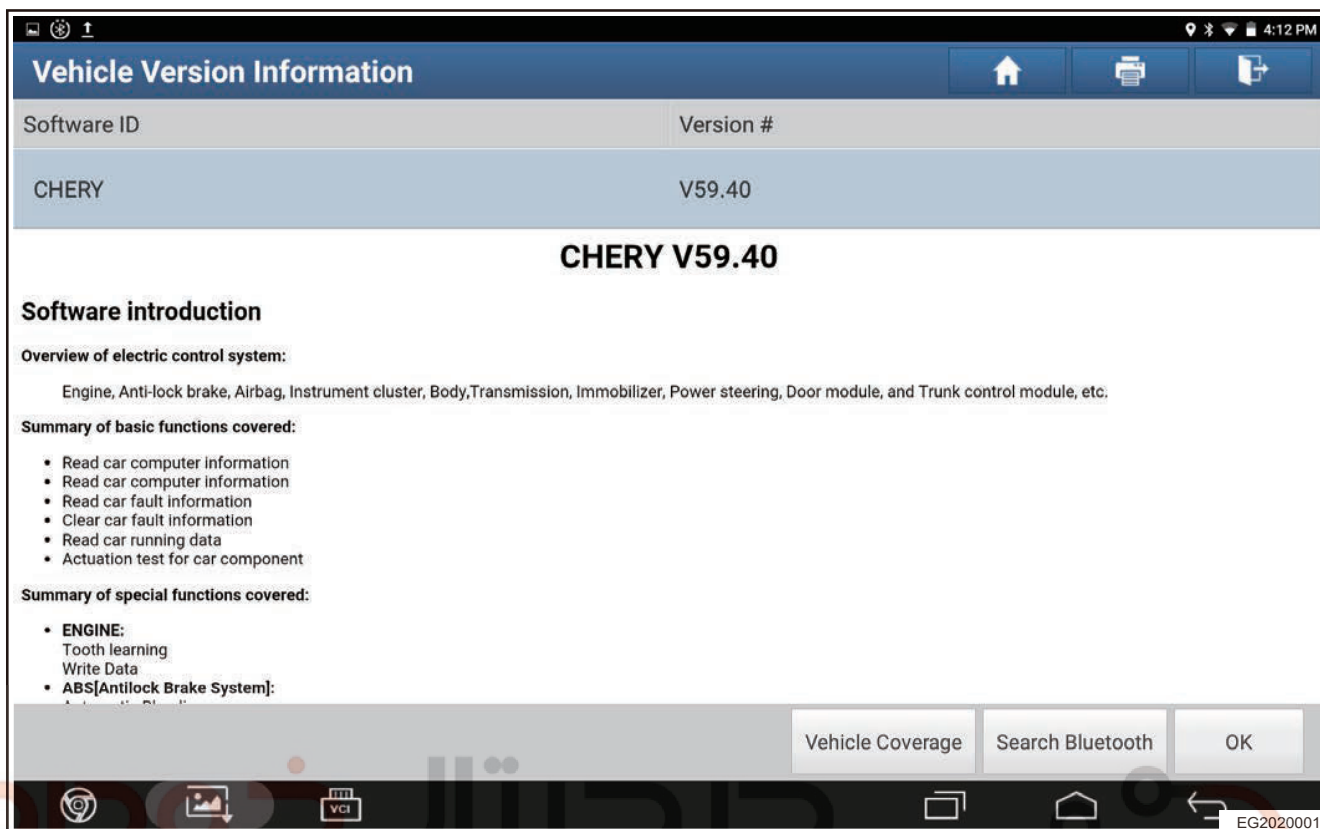 4:12 PM
Vehicle Version Information
Software ID Version #
CHERY V59.40
CHERY V59.40
Software introduction
Overview of electric control system:
Engine, Anti-lock brake, Airbag, Instrument cluster, Body,Transmission, Immobilizer, Power steering, Door module, and Trunk control module, etc.
Summary of basic functions covered:
• Read car computer information
• Read car computer information
• Read car fault information
• Clear car fault information
• Read car running data
• Actuation test for car component
Summary of special functions covered:
• ENGINE:
Tooth learning
Write Data
• ABS[Antilock Brake System]:
Vehicle Coverage Search Bluetooth OK
VCI
EG2020001